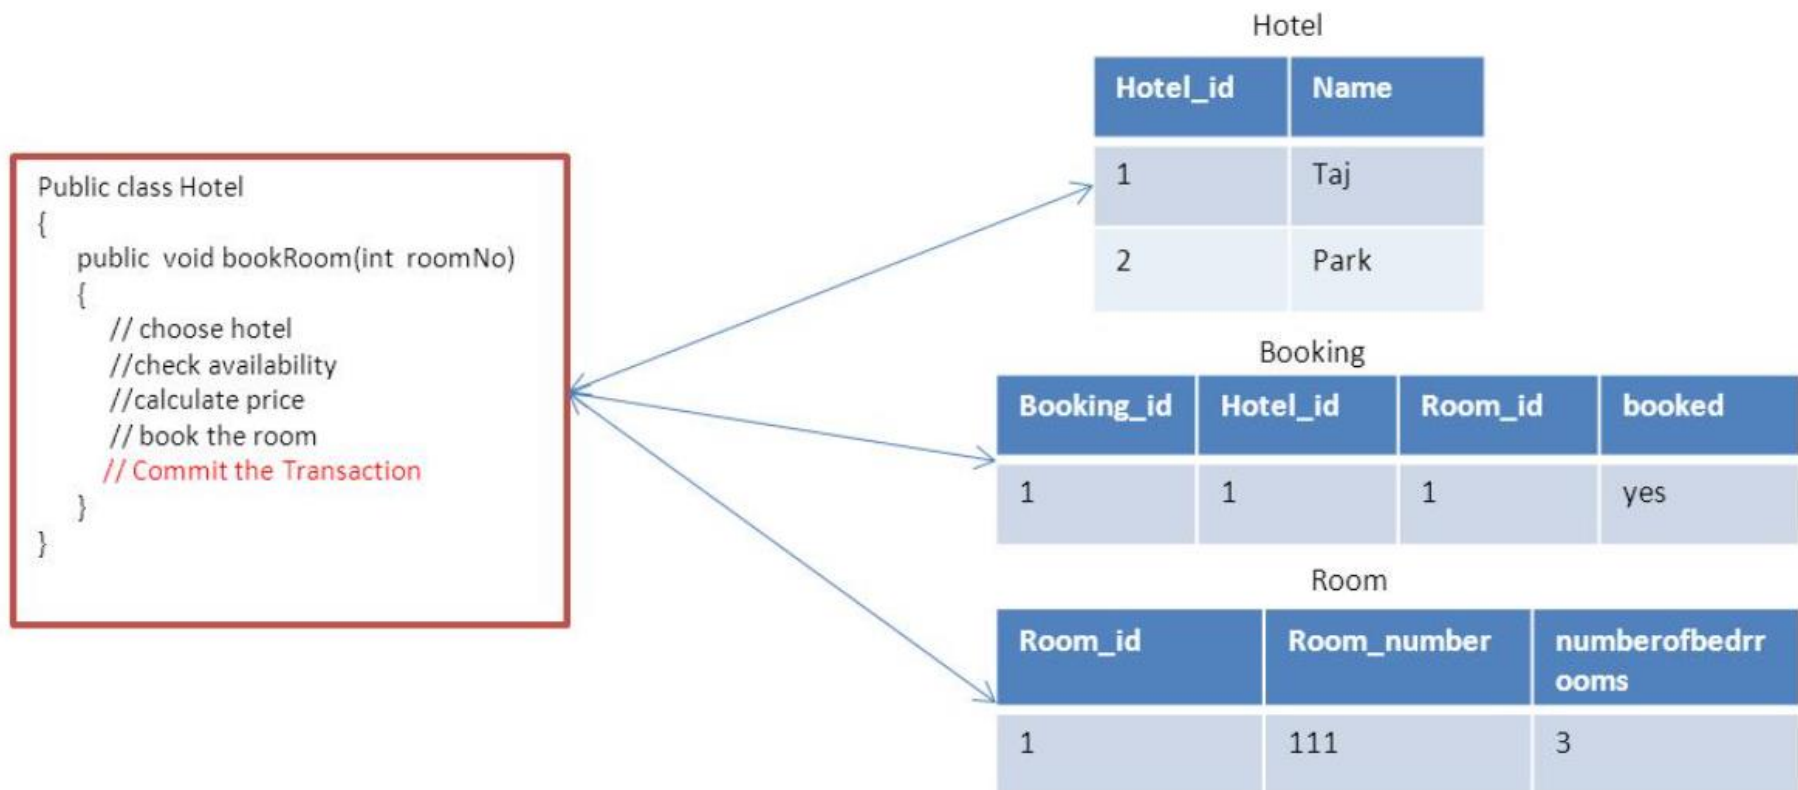 Public class Hotel
{
public void bookRoom(int roomNo)
{
// choose hotel
//check availability
//calculate price
// book the room
// Commit the Transaction
}
}
Hotel
Hotel_id Name
1 Taj
2 Park
Booking
Booking_id Hotel_id Room_id booked
1 1 1 yes
Room
Room_id Room_number numberofbedrr
ooms
1 111 3